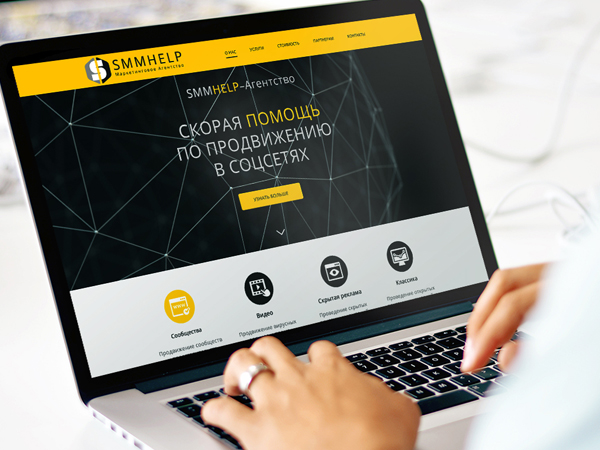 SMMHELP
Маркетинговое Агентство
О НАС УСЛУГИ СТОИМОСТЬ ПАРТНЕРАМ КОНТАКТЫ
SMMHELP–Агентство
СКОРАЯ ПОМОЩЬ
ПО ПРОДВИЖЕНИЮ
В СОЦСЕТЯХ
УЗНАТЬ БОЛЬШЕ
WWW
Сообщества
Продвижение сообществ
Видео
Продвижение вирусных
Скрытая реклама
Проведение скрытых
Классика
Проведение открытых